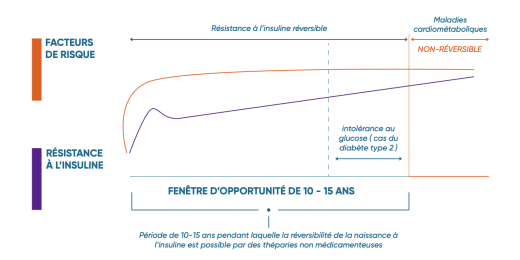 Résistance à l'insuline réversible
Maladies
cardiométaboliques
NON-RÉVERSIBLE
FACTEURS
DE RISQUE
intolérance au
glucose ( cas du
diabète type 2 )
RÉSISTANCE
À L'INSULINE
FENÊTRE D'OPPORTUNITÉ DE 10 - 15 ANS
Période de 10-15 ans pendant laquelle la réversibilité de la naissance à
l'insuline est possible par des théparies non médicamenteuses